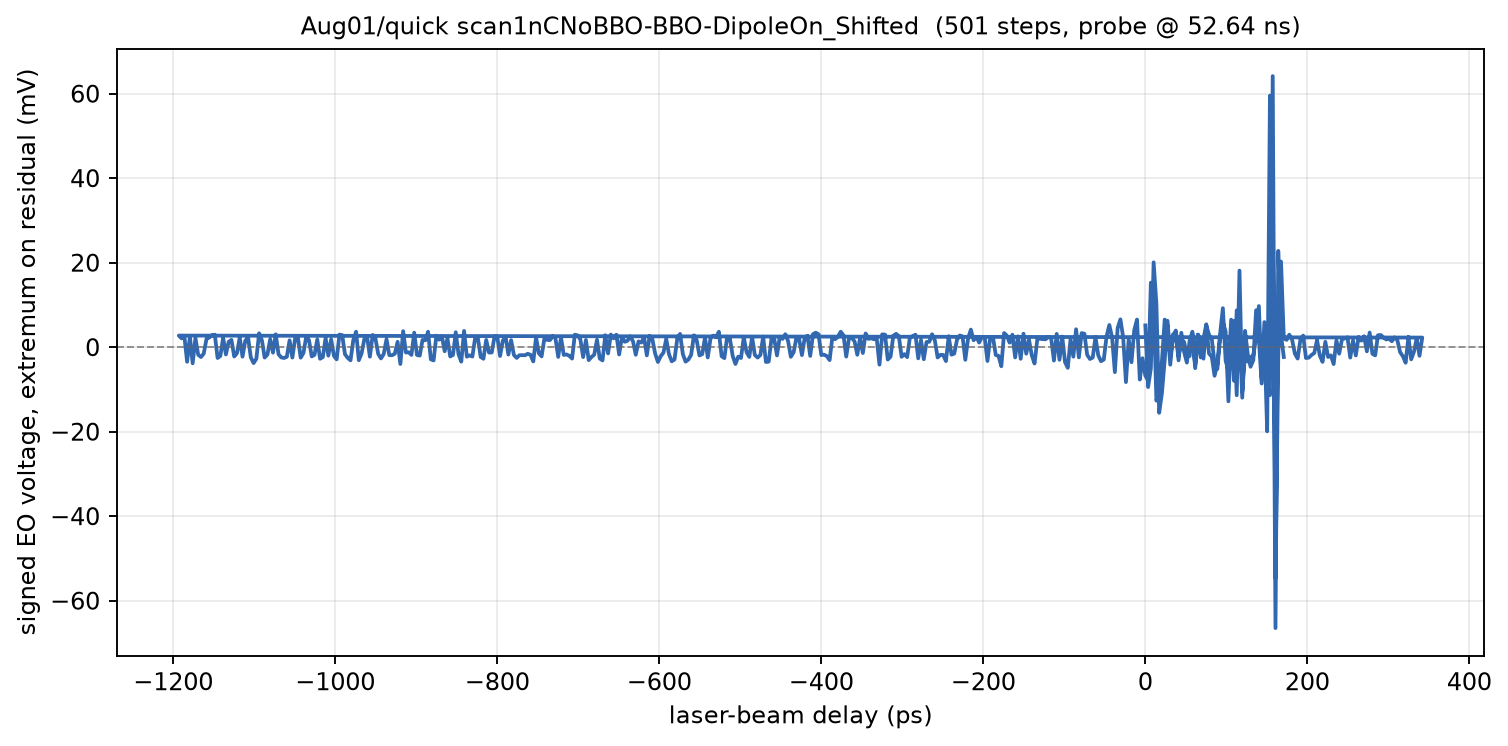 Aug01/quick scan1nCNoBBO-BBO-DipoleOn_Shifted  (501 steps, probe @ 52.64 ns)
signed EO voltage, extremum on residual (mV)
60
40
20
0
−20
−40
−60
−1200 −1000 −800 −600 −400 −200 0 200 400
laser-beam delay (ps)